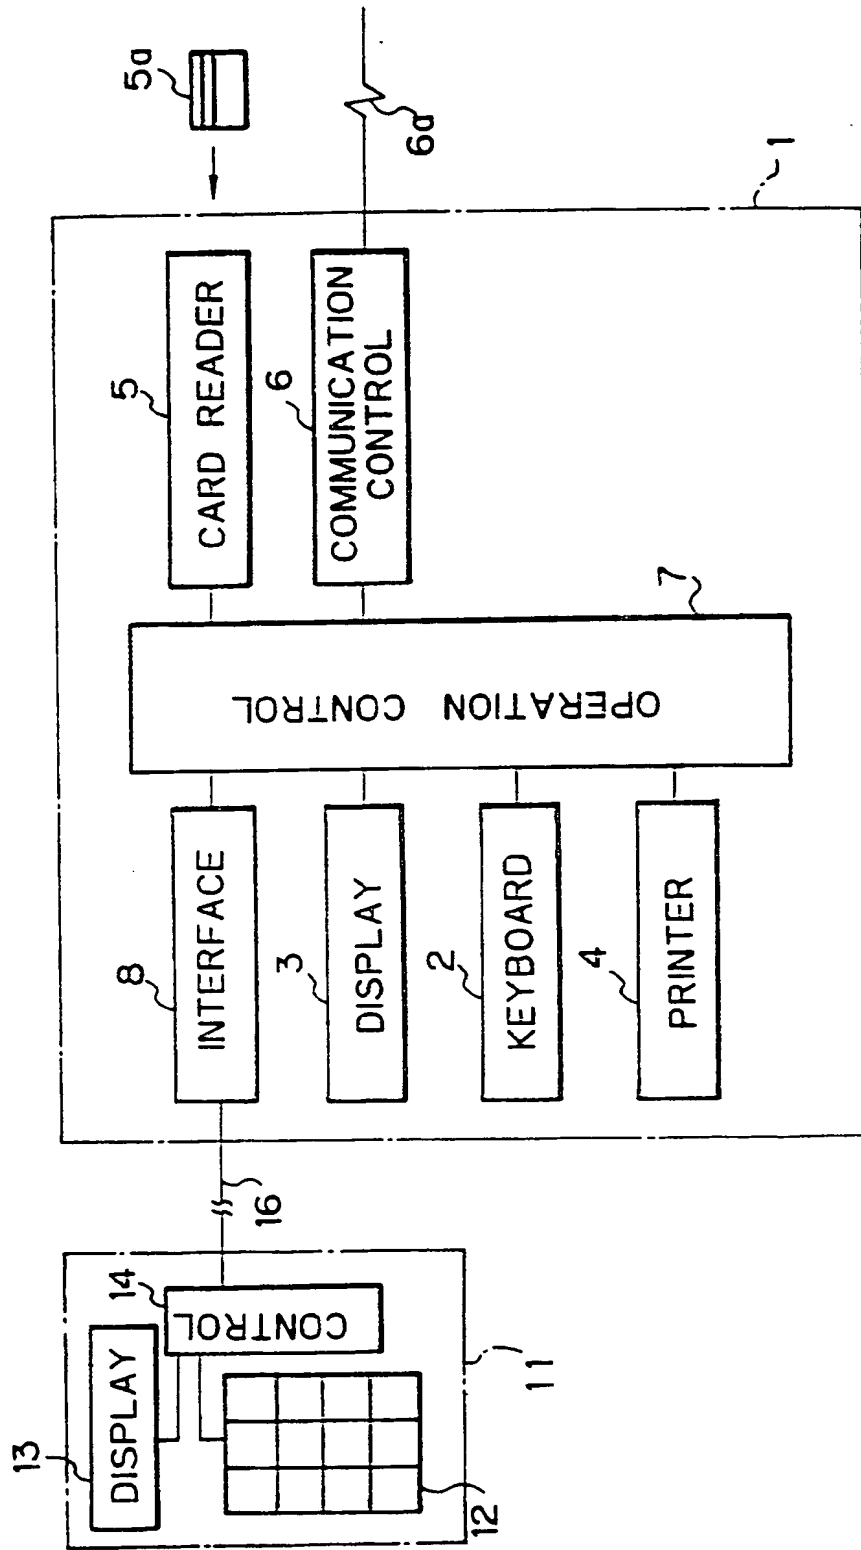 13
DISPLAY
14
CONTROL
12
11
16
8
INTERFACE
3
DISPLAY
2
KEYBOARD
4
PRINTER
OPERATION CONTROL
7
5
CARD READER
6
COMMUNICATION
CONTROL
5a
6a
1